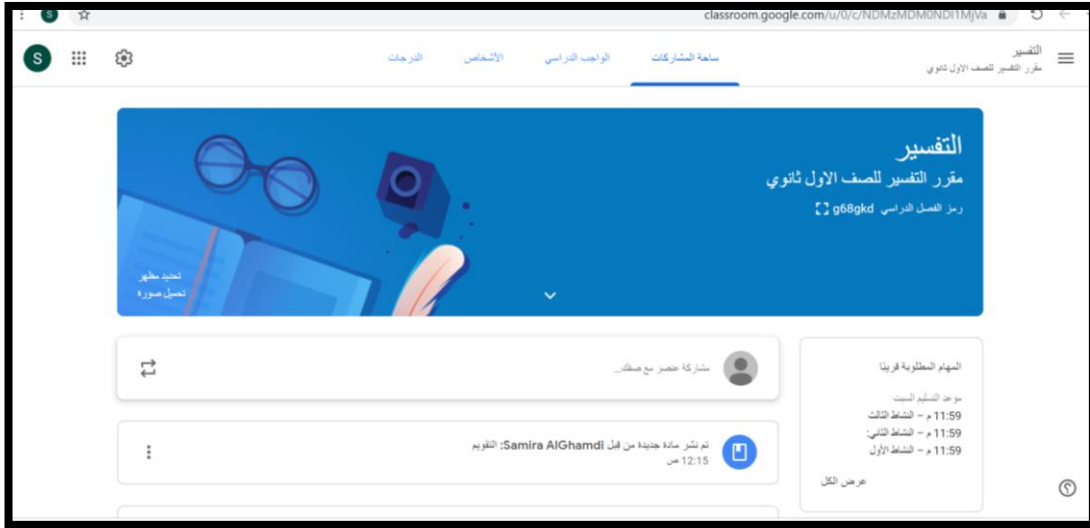 classroom.google.com/u/0/c/NDMzMDM0NDI1MjVa
S
التفسير
مقرر التفسير للصف الاول ثانوي
ساحة المشاركات
الواجب الدراسي
الأشخاص
الدرجات
S
التفسير
مقرر التفسير للصف الاول ثانوي
رمز الفصل الدراسي g68gkd
تحديد مظهر
تحميل صورة
المهام المطلوبة قريبًا
موعد التسليم السبت
11:59 م – النشاط الثالث
11:59 م – النشاط الثاني:
11:59 م – النشاط الأول
عرض الكل
مشاركة عنصر مع صفك...
تم نشر مادة جديدة من قبل Samira AlGhamdi: التقويم
12:15 ص